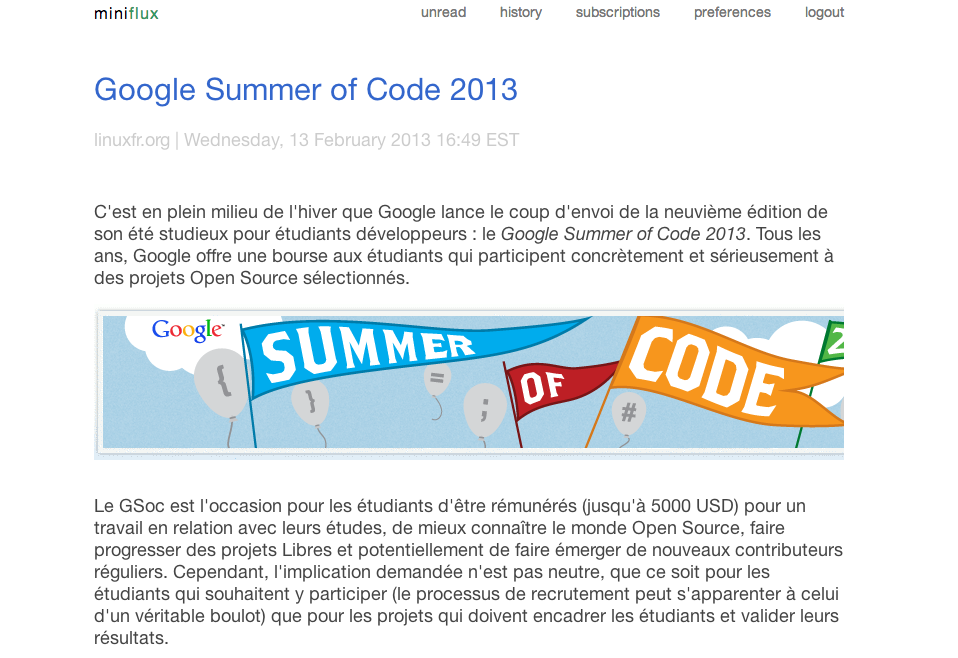 miniflux
unread history subscriptions preferences logout
Google Summer of Code 2013
linuxfr.org | Wednesday, 13 February 2013 16:49 EST
C'est en plein milieu de l'hiver que Google lance le coup d'envoi de la neuvième édition de
son été studieux pour étudiants développeurs : le Google Summer of Code 2013. Tous les
ans, Google offre une bourse aux étudiants qui participent concrètement et sérieusement à
des projets Open Source sélectionnés.
Google™
SUMMER
OF
CODE
2
{
}
=
;
#
Le GSoc est l'occasion pour les étudiants d'être rémunérés (jusqu'à 5000 USD) pour un
travail en relation avec leurs études, de mieux connaître le monde Open Source, faire
progresser des projets Libres et potentiellement de faire émerger de nouveaux contributeurs
réguliers. Cependant, l'implication demandée n'est pas neutre, que ce soit pour les
étudiants qui souhaitent y participer (le processus de recrutement peut s'apparenter à celui
d'un véritable boulot) que pour les projets qui doivent encadrer les étudiants et valider leurs
résultats.